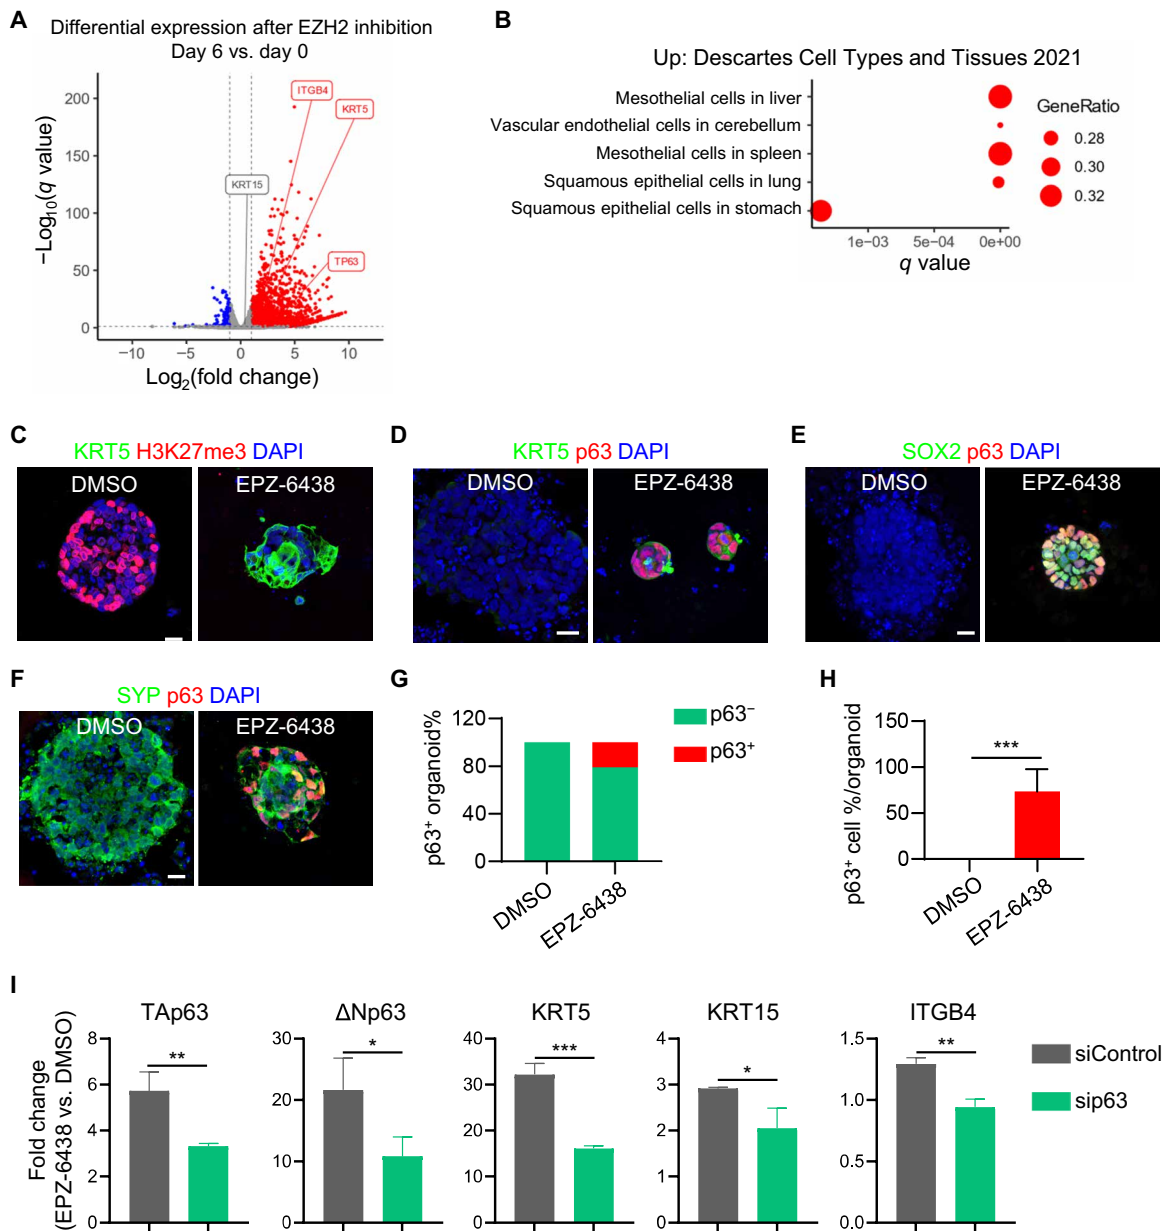 A
Differential expression after EZH2 inhibition
Day 6 vs. day 0
200
150
100
50
0
−Log10(q value)
ITGB4
KRT5
KRT15
TP63
−10
−5
0
5
10
Log2(fold change)
B
Up: Descartes Cell Types and Tissues 2021
Mesothelial cells in liver
Vascular endothelial cells in cerebellum
Mesothelial cells in spleen
Squamous epithelial cells in lung
Squamous epithelial cells in stomach
1e−03
5e−04
0e+00
q value
GeneRatio
0.28
0.30
0.32
C
KRT5 H3K27me3 DAPI
DMSO
EPZ-6438
D
KRT5 p63 DAPI
DMSO
EPZ-6438
E
SOX2 p63 DAPI
DMSO
EPZ-6438
F
SYP p63 DAPI
DMSO
EPZ-6438
G
p63+ organoid%
120
80
40
0
DMSO
EPZ-6438
p63−
p63+
H
p63+ cell %/organoid
150
100
50
0
***
DMSO
EPZ-6438
I
Fold change
(EPZ-6438 vs. DMSO)
TAp63
8
6
4
2
0
**
ΔNp63
30
20
10
0
*
KRT5
40
30
20
10
0
***
KRT15
4
3
2
1
0
*
ITGB4
1.5
1.0
0.5
0.0
**
siControl
sip63